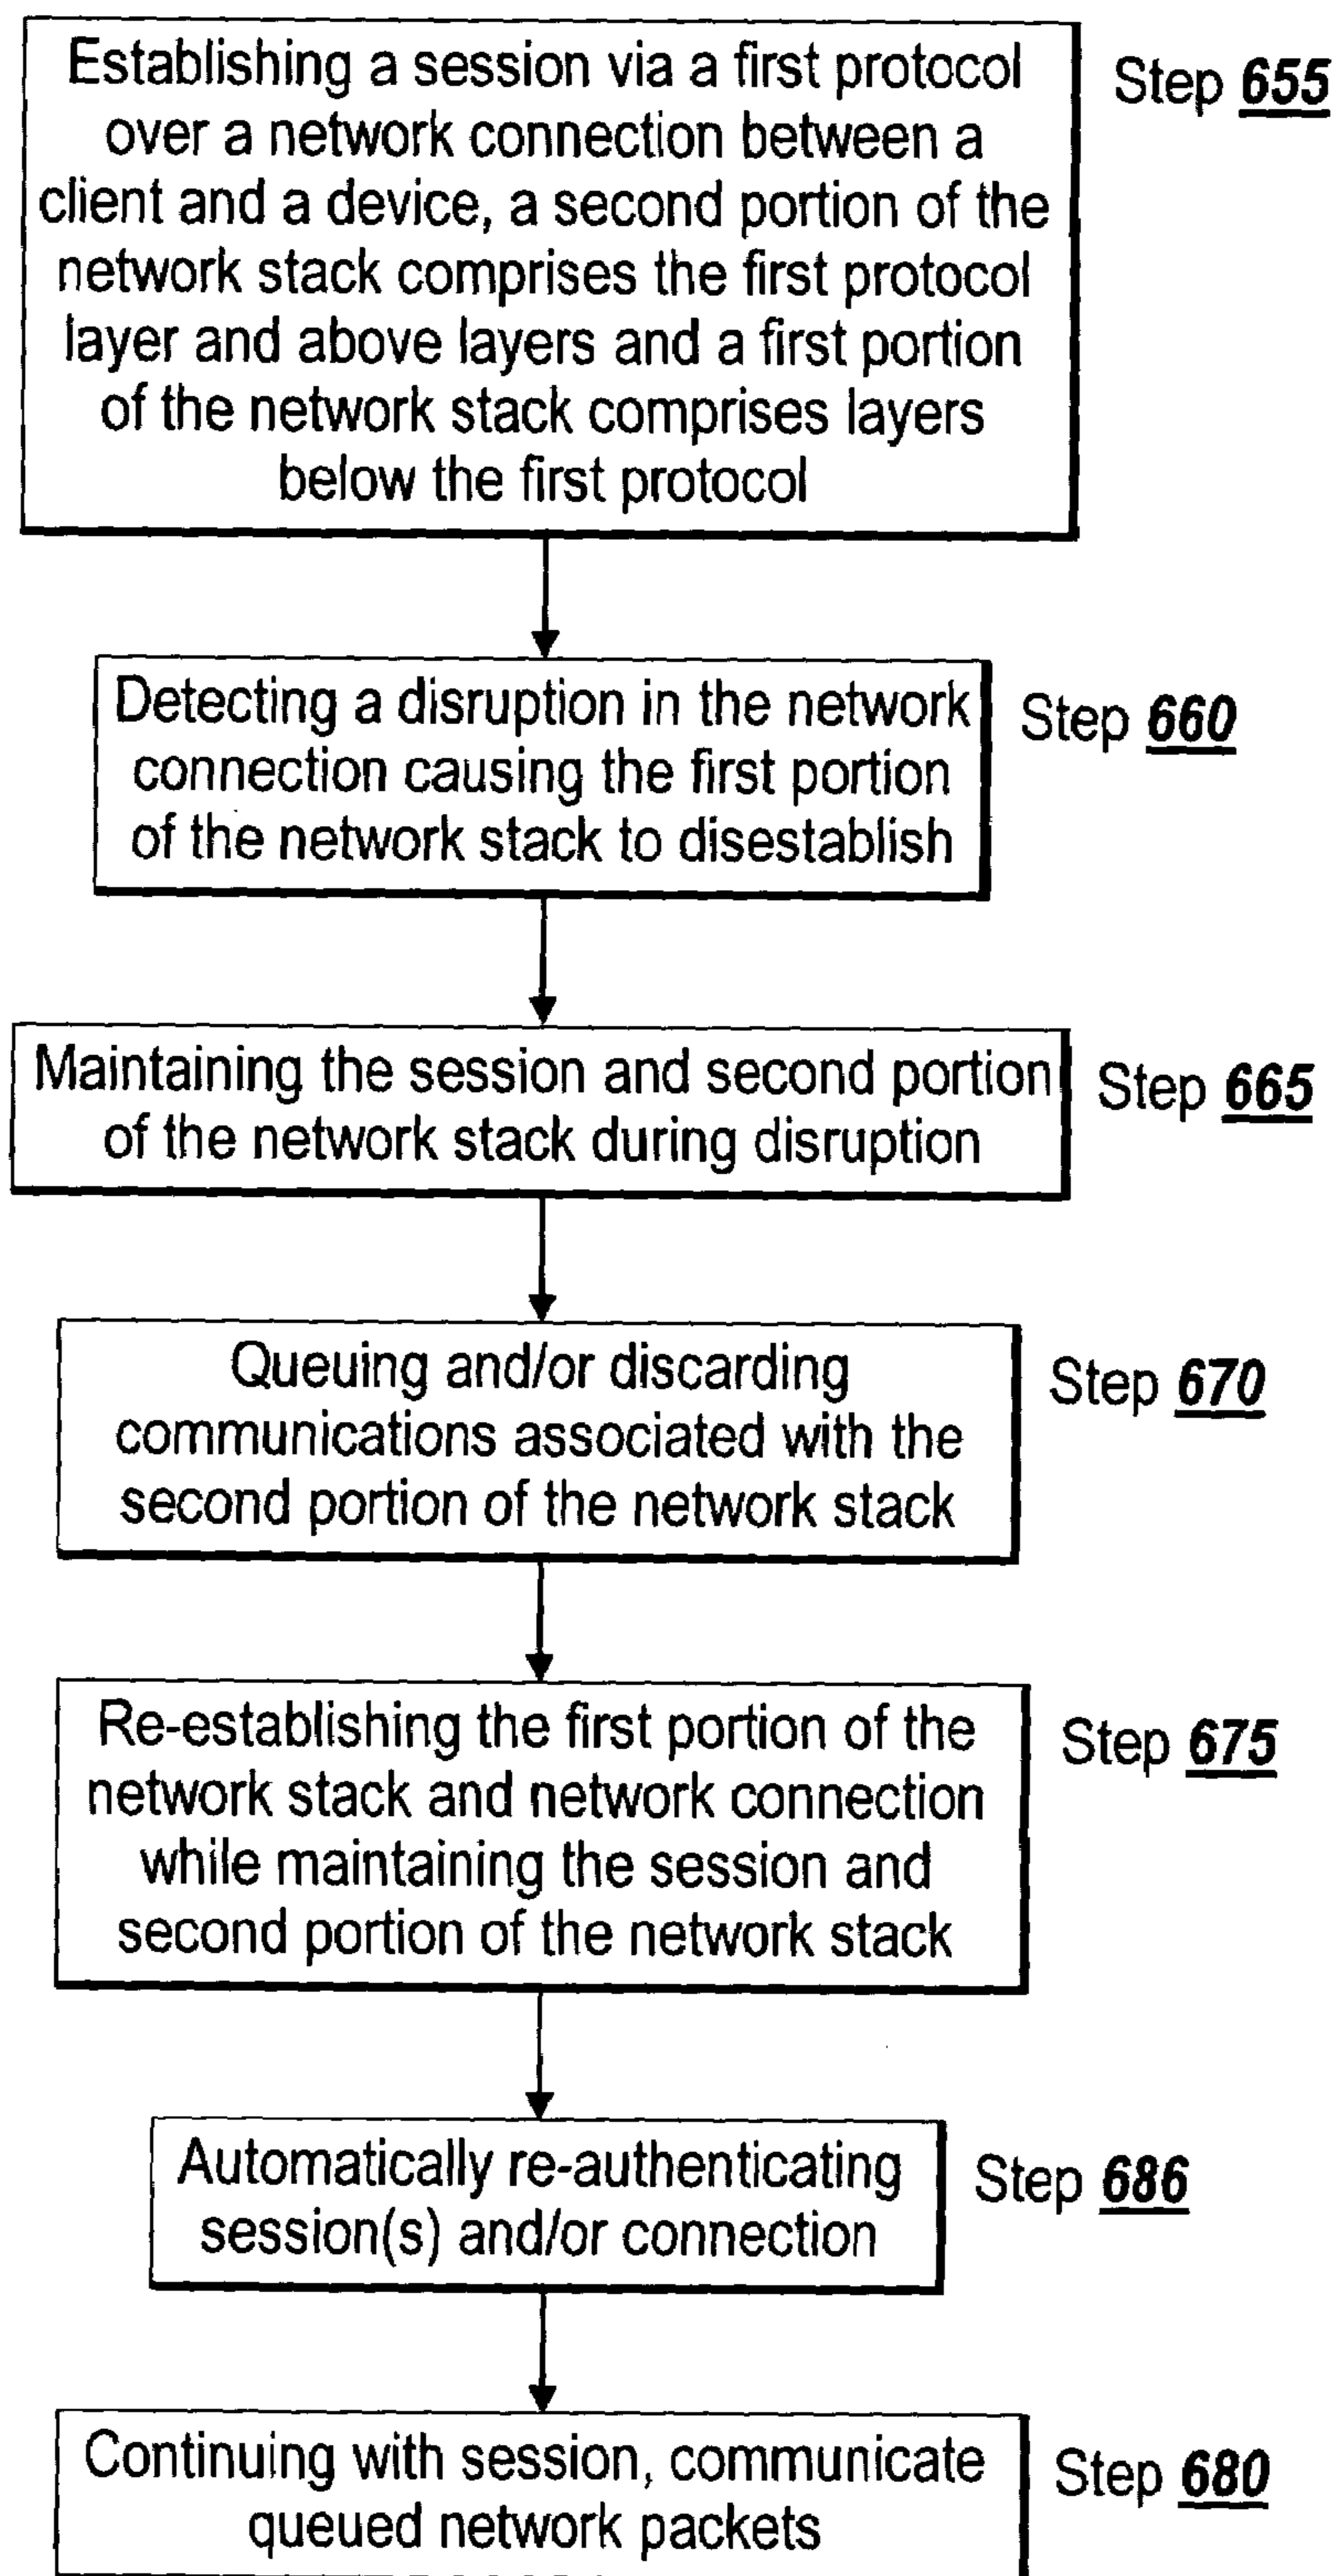 Establishing a session via a first protocol
over a network connection between a
client and a device, a second portion of the
network stack comprises the first protocol
layer and above layers and a first portion
of the network stack comprises layers
below the first protocol
Step 655
Detecting a disruption in the network
connection causing the first portion
of the network stack to disestablish
Step 660
Maintaining the session and second portion
of the network stack during disruption
Step 665
Queuing and/or discarding
communications associated with the
second portion of the network stack
Step 670
Re-establishing the first portion of the
network stack and network connection
while maintaining the session and
second portion of the network stack
Step 675
Automatically re-authenticating
session(s) and/or connection
Step 686
Continuing with session, communicate
queued network packets
Step 680